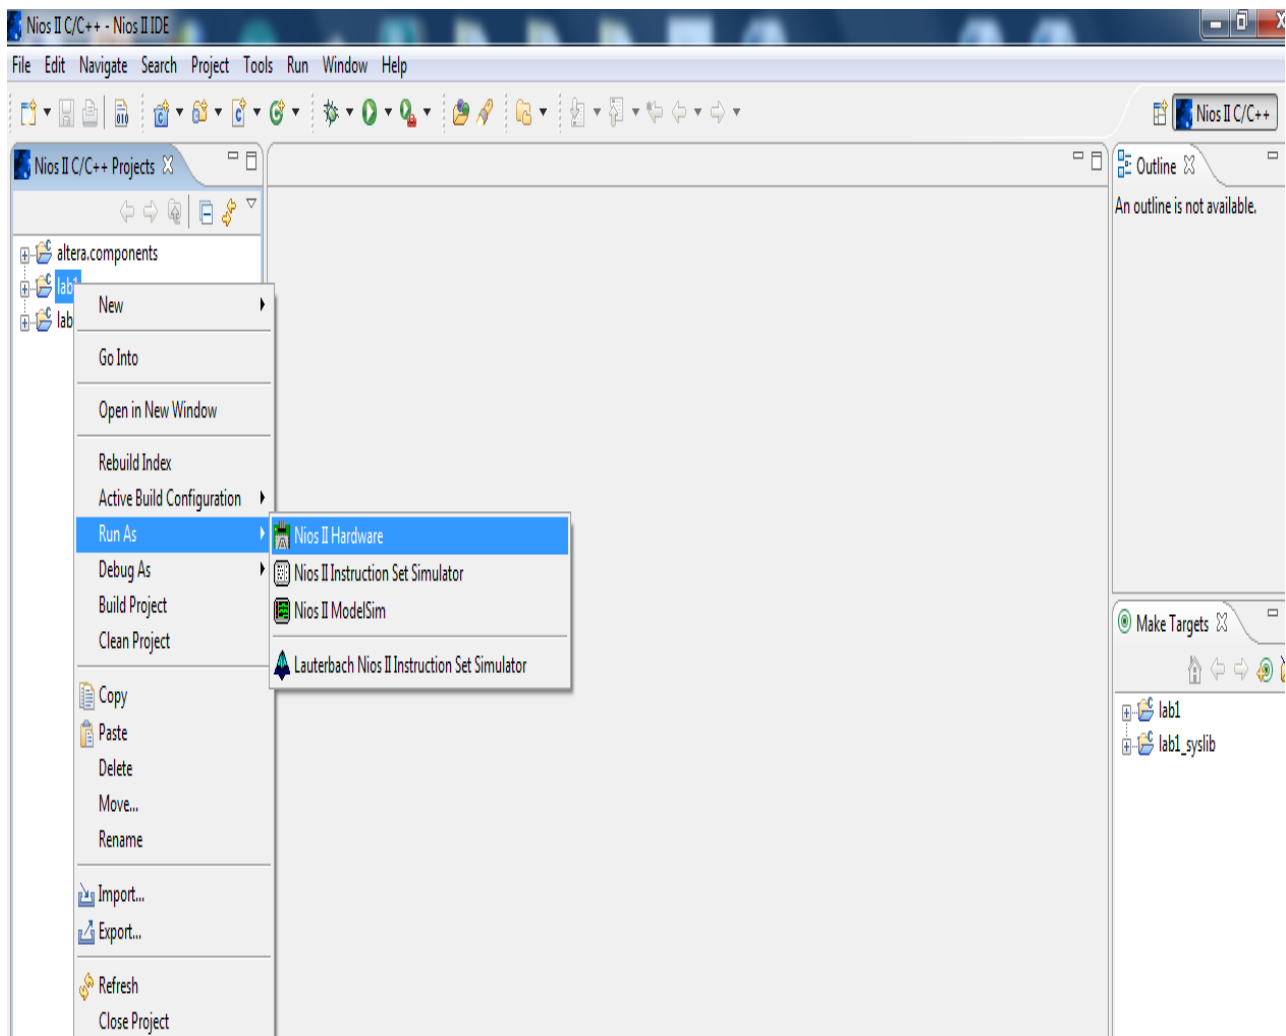 Nios II C/C++ - Nios II IDE
File Edit Navigate Search Project Tools Run Window Help
Nios II C/C++
Nios II C/C++ Projects
altera.components
lab1
lab
New
Go Into
Open in New Window
Rebuild Index
Active Build Configuration
Run As
Debug As
Build Project
Clean Project
Copy
Paste
Delete
Move...
Rename
Import...
Export...
Refresh
Close Project
Nios II Hardware
Nios II Instruction Set Simulator
Nios II ModelSim
Lauterbach Nios II Instruction Set Simulator
Outline
An outline is not available.
Make Targets
lab1
lab1_syslib